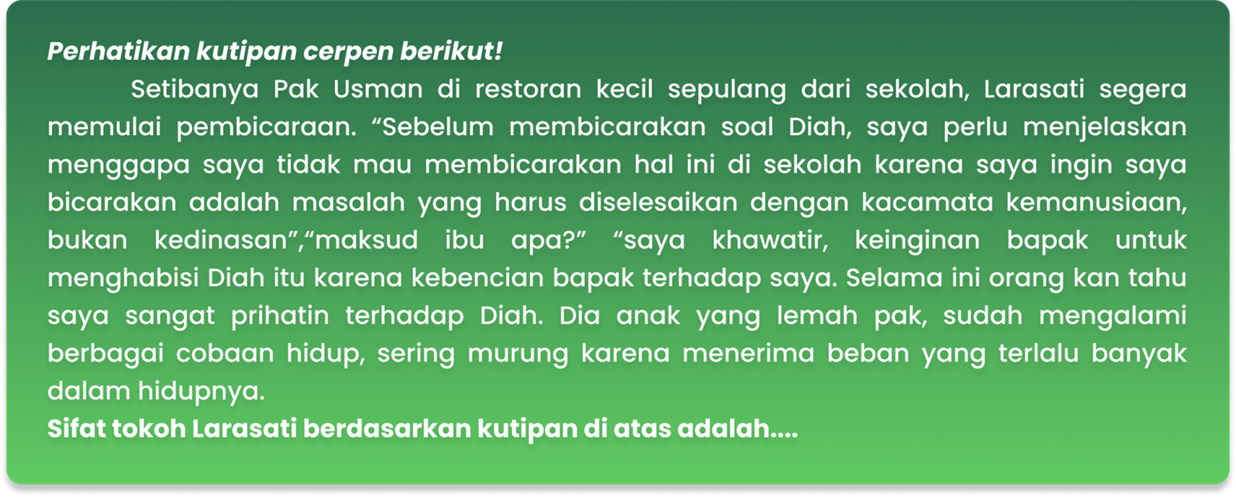 Perhatikan kutipan cerpen berikut!
Setibanya Pak Usman di restoran kecil sepulang dari sekolah, Larasati segera
memulai pembicaraan. “Sebelum membicarakan soal Diah, saya perlu menjelaskan
menggapa saya tidak mau membicarakan hal ini di sekolah karena saya ingin saya
bicarakan adalah masalah yang harus diselesaikan dengan kacamata kemanusiaan,
bukan kedinasan”,“maksud ibu apa?” “saya khawatir, keinginan bapak untuk
menghabisi Diah itu karena kebencian bapak terhadap saya. Selama ini orang kan tahu
saya sangat prihatin terhadap Diah. Dia anak yang lemah pak, sudah mengalami
berbagai cobaan hidup, sering murung karena menerima beban yang terlalu banyak
dalam hidupnya.
Sifat tokoh Larasati berdasarkan kutipan di atas adalah....